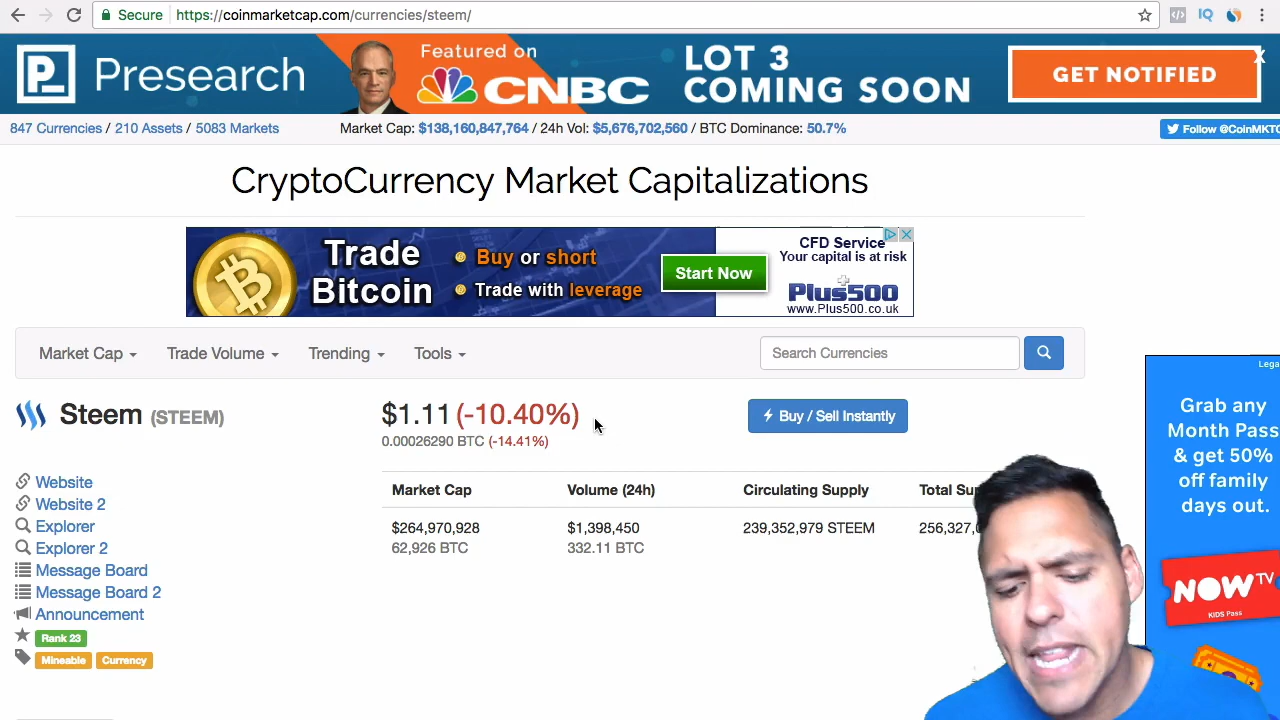 Secure https://coinmarketcap.com/currencies/steem/
Presearch
Featured on
CNBC
LOT 3
COMING SOON
GET NOTIFIED
X
847 Currencies / 210 Assets / 5083 Markets
Market Cap: $138,160,847,764 / 24h Vol: $5,676,702,560 / BTC Dominance: 50.7%
Follow @CoinMKTC
CryptoCurrency Market Capitalizations
Trade
Bitcoin
Buy or short
Trade with leverage
Start Now
CFD Service
Your capital is at risk
Plus500
www.Plus500.co.uk
Market Cap Trade Volume Trending Tools
Search Currencies
Steem (STEEM)
$1.11 (-10.40%)
0.00026290 BTC (-14.41%)
Buy / Sell Instantly
Website
Website 2
Explorer
Explorer 2
Message Board
Message Board 2
Announcement
Rank 23
Mineable Currency
Market Cap Volume (24h) Circulating Supply Total Sup
$264,970,928 $1,398,450 239,352,979 STEEM 256,327,
62,926 BTC 332.11 BTC
Lega
Grab any
Month Pass
& get 50%
off family
days out.
NOW TV
KIDS Pass